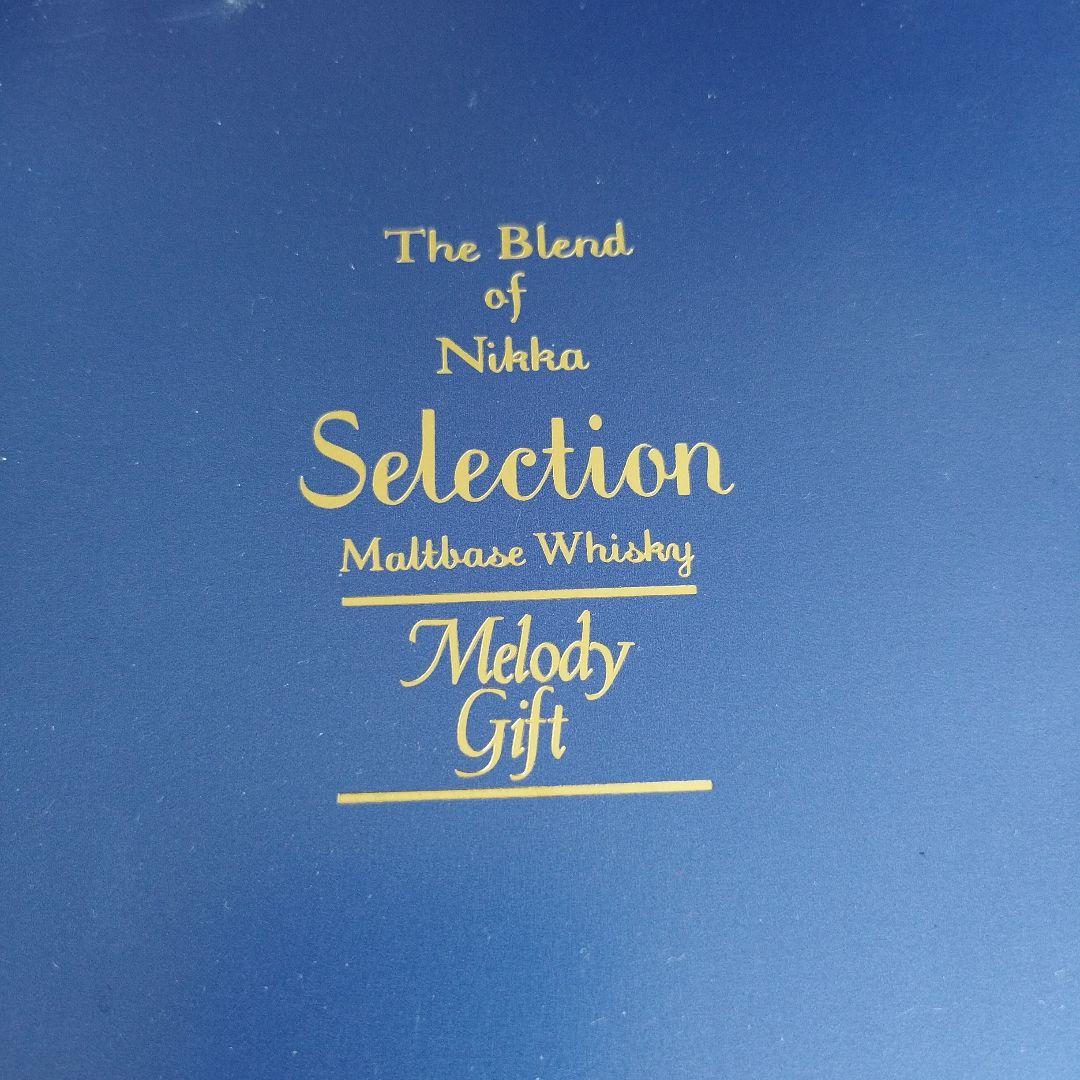 The Blend
of
Nikka
Selection
Maltbase Whisky
Melody
Gift